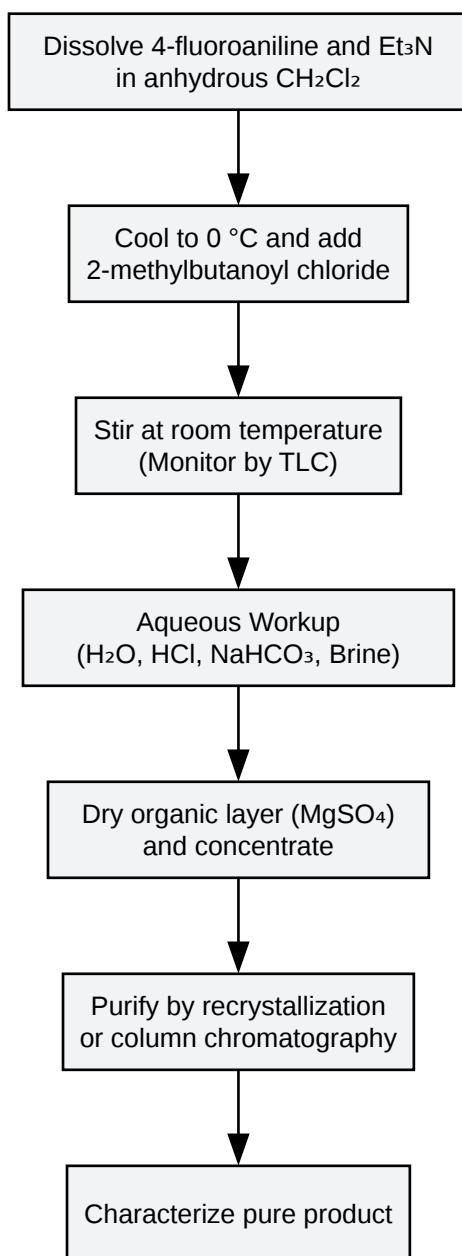 Dissolve 4-fluoroaniline and Et₃N
in anhydrous CH₂Cl₂
Cool to 0 °C and add
2-methylbutanoyl chloride
Stir at room temperature
(Monitor by TLC)
Aqueous Workup
(H₂O, HCl, NaHCO₃, Brine)
Dry organic layer (MgSO₄)
and concentrate
Purify by recrystallization
or column chromatography
Characterize pure product